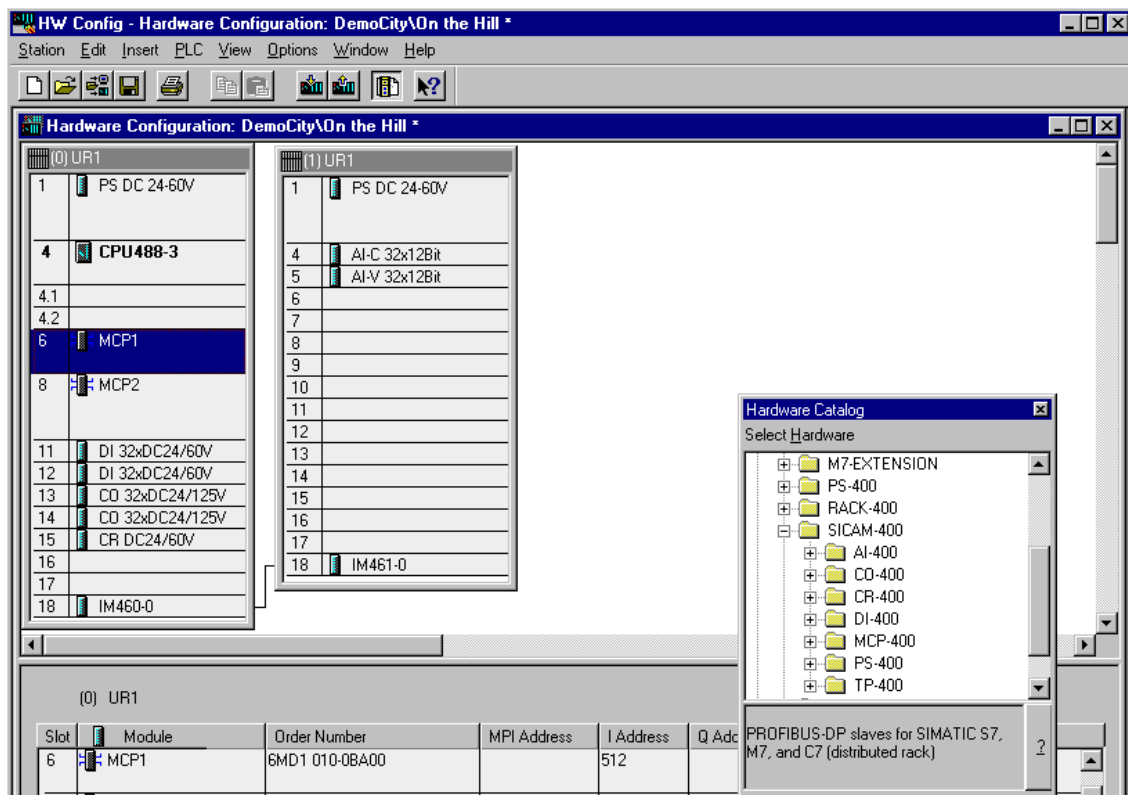 HW Config - Hardware Configuration: DemoCity\On the Hill *
Station Edit Insert PLC View Options Window Help
Hardware Configuration: DemoCity\On the Hill *
(0) UR1
1 PS DC 24-60V
4 CPU488-3
4.1
4.2
6 MCP1
8 MCP2
11 DI 32xDC24/60V
12 DI 32xDC24/60V
13 CO 32xDC24/125V
14 CO 32xDC24/125V
15 CR DC24/60V
16
17
18 IM460-0
(1) UR1
1 PS DC 24-60V
4 AI-C 32x12Bit
5 AI-V 32x12Bit
6
7
8
9
10
11
12
13
14
15
16
17
18 IM461-0
Hardware Catalog
Select Hardware
M7-EXTENSION
PS-400
RACK-400
SICAM-400
AI-400
CO-400
CR-400
DI-400
MCP-400
PS-400
TP-400
PROFIBUS-DP slaves for SIMATIC S7,
M7, and C7 (distributed rack)
?
(0) UR1
Slot Module Order Number MPI Address I Address Q Add
6 MCP1 6MD1 010-0BA00 512